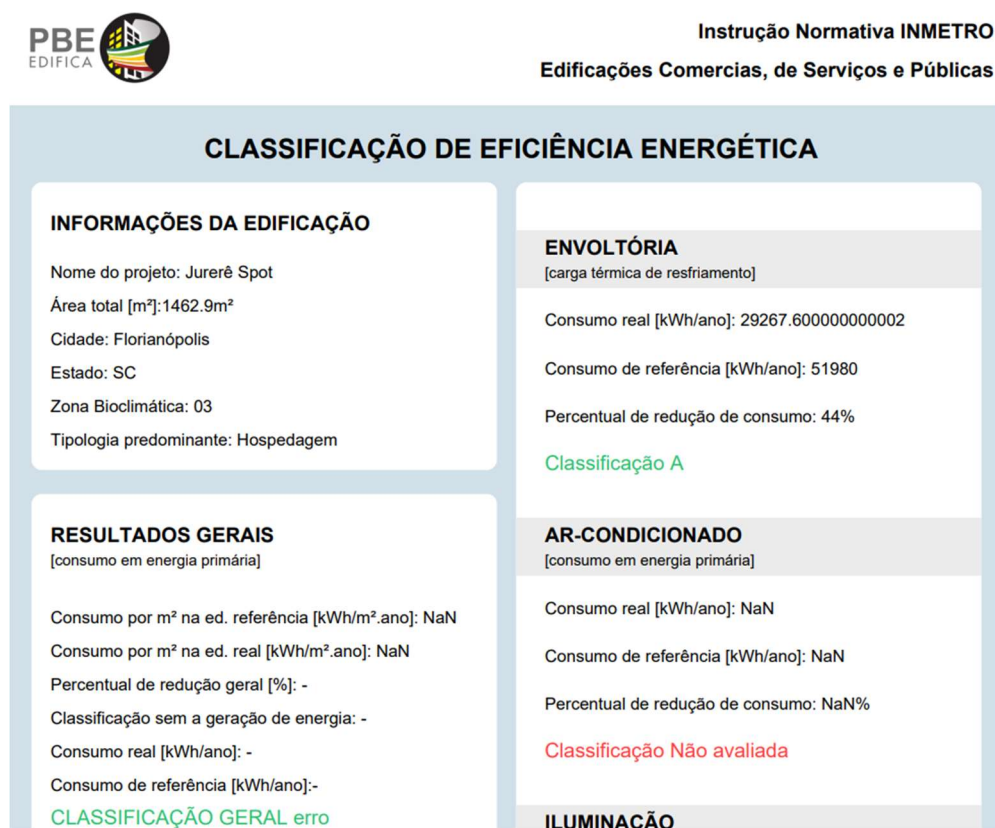 PBE
EDIFICA
Instrução Normativa INMETRO
Edificações Comercias, de Serviços e Públicas
CLASSIFICAÇÃO DE EFICIÊNCIA ENERGÉTICA
INFORMAÇÕES DA EDIFICAÇÃO
Nome do projeto: Jurerê Spot
Área total [m²]:1462.9m²
Cidade: Florianópolis
Estado: SC
Zona Bioclimática: 03
Tipologia predominante: Hospedagem
RESULTADOS GERAIS
[consumo em energia primária]
Consumo por m² na ed. referência [kWh/m².ano]: NaN
Consumo por m² na ed. real [kWh/m².ano]: NaN
Percentual de redução geral [%]: -
Classificação sem a geração de energia: -
Consumo real [kWh/ano]: -
Consumo de referência [kWh/ano]:-
CLASSIFICAÇÃO GERAL erro
ENVOLTÓRIA
[carga térmica de resfriamento]
Consumo real [kWh/ano]: 29267.600000000002
Consumo de referência [kWh/ano]: 51980
Percentual de redução de consumo: 44%
Classificação A
AR-CONDICIONADO
[consumo em energia primária]
Consumo real [kWh/ano]: NaN
Consumo de referência [kWh/ano]: NaN
Percentual de redução de consumo: NaN%
Classificação Não avaliada
ILUMINAÇÃO